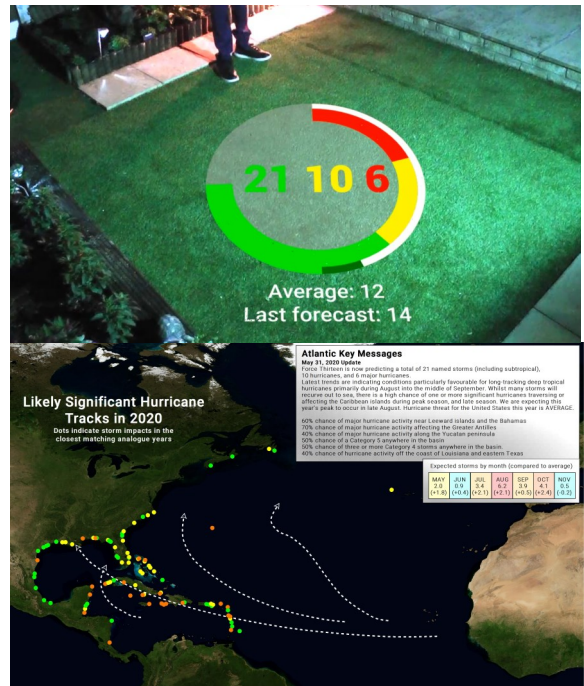 21 10 6
Average: 12
Last forecast: 14
Atlantic Key Messages
May 31, 2020 Update
Force Thirteen is now predicting a total of 21 named storms (including subtropical),
10 hurricanes, and 6 major hurricanes.
Latest trends are indicating conditions particularly favourable for long-tracking deep tropical
hurricanes primarily during August into the middle of September. Whilst many storms will
recurve out to sea, there is a high chance of one or more significant hurricanes traversing or
affecting the Caribbean islands during peak season, and late season. We are expecting this
year's peak to occur in late August. Hurricane threat for the United States this year is AVERAGE.
60% chance of major hurricane activity near Leeward islands and the Bahamas
70% chance of major hurricane activity affecting the Greater Antilles
40% chance of major hurricane activity along the Yucatan peninsula
50% chance of a Category 5 anywhere in the basin
50% chance of three or more Category 4 storms anywhere in the basin.
40% chance of hurricane activity off the coast of Louisiana and eastern Texas
Likely Significant Hurricane
Tracks in 2020
Dots indicate storm impacts in the
closest matching analogue years
Expected storms by month (compared to average)
MAY JUN JUL AUG SEP OCT NOV
2.0 0.9 3.4 6.2 3.9 4.1 0.5
(+1.8) (+0.4) (+2.1) (+2.1) (+0.5) (+2.4) (-0.2)